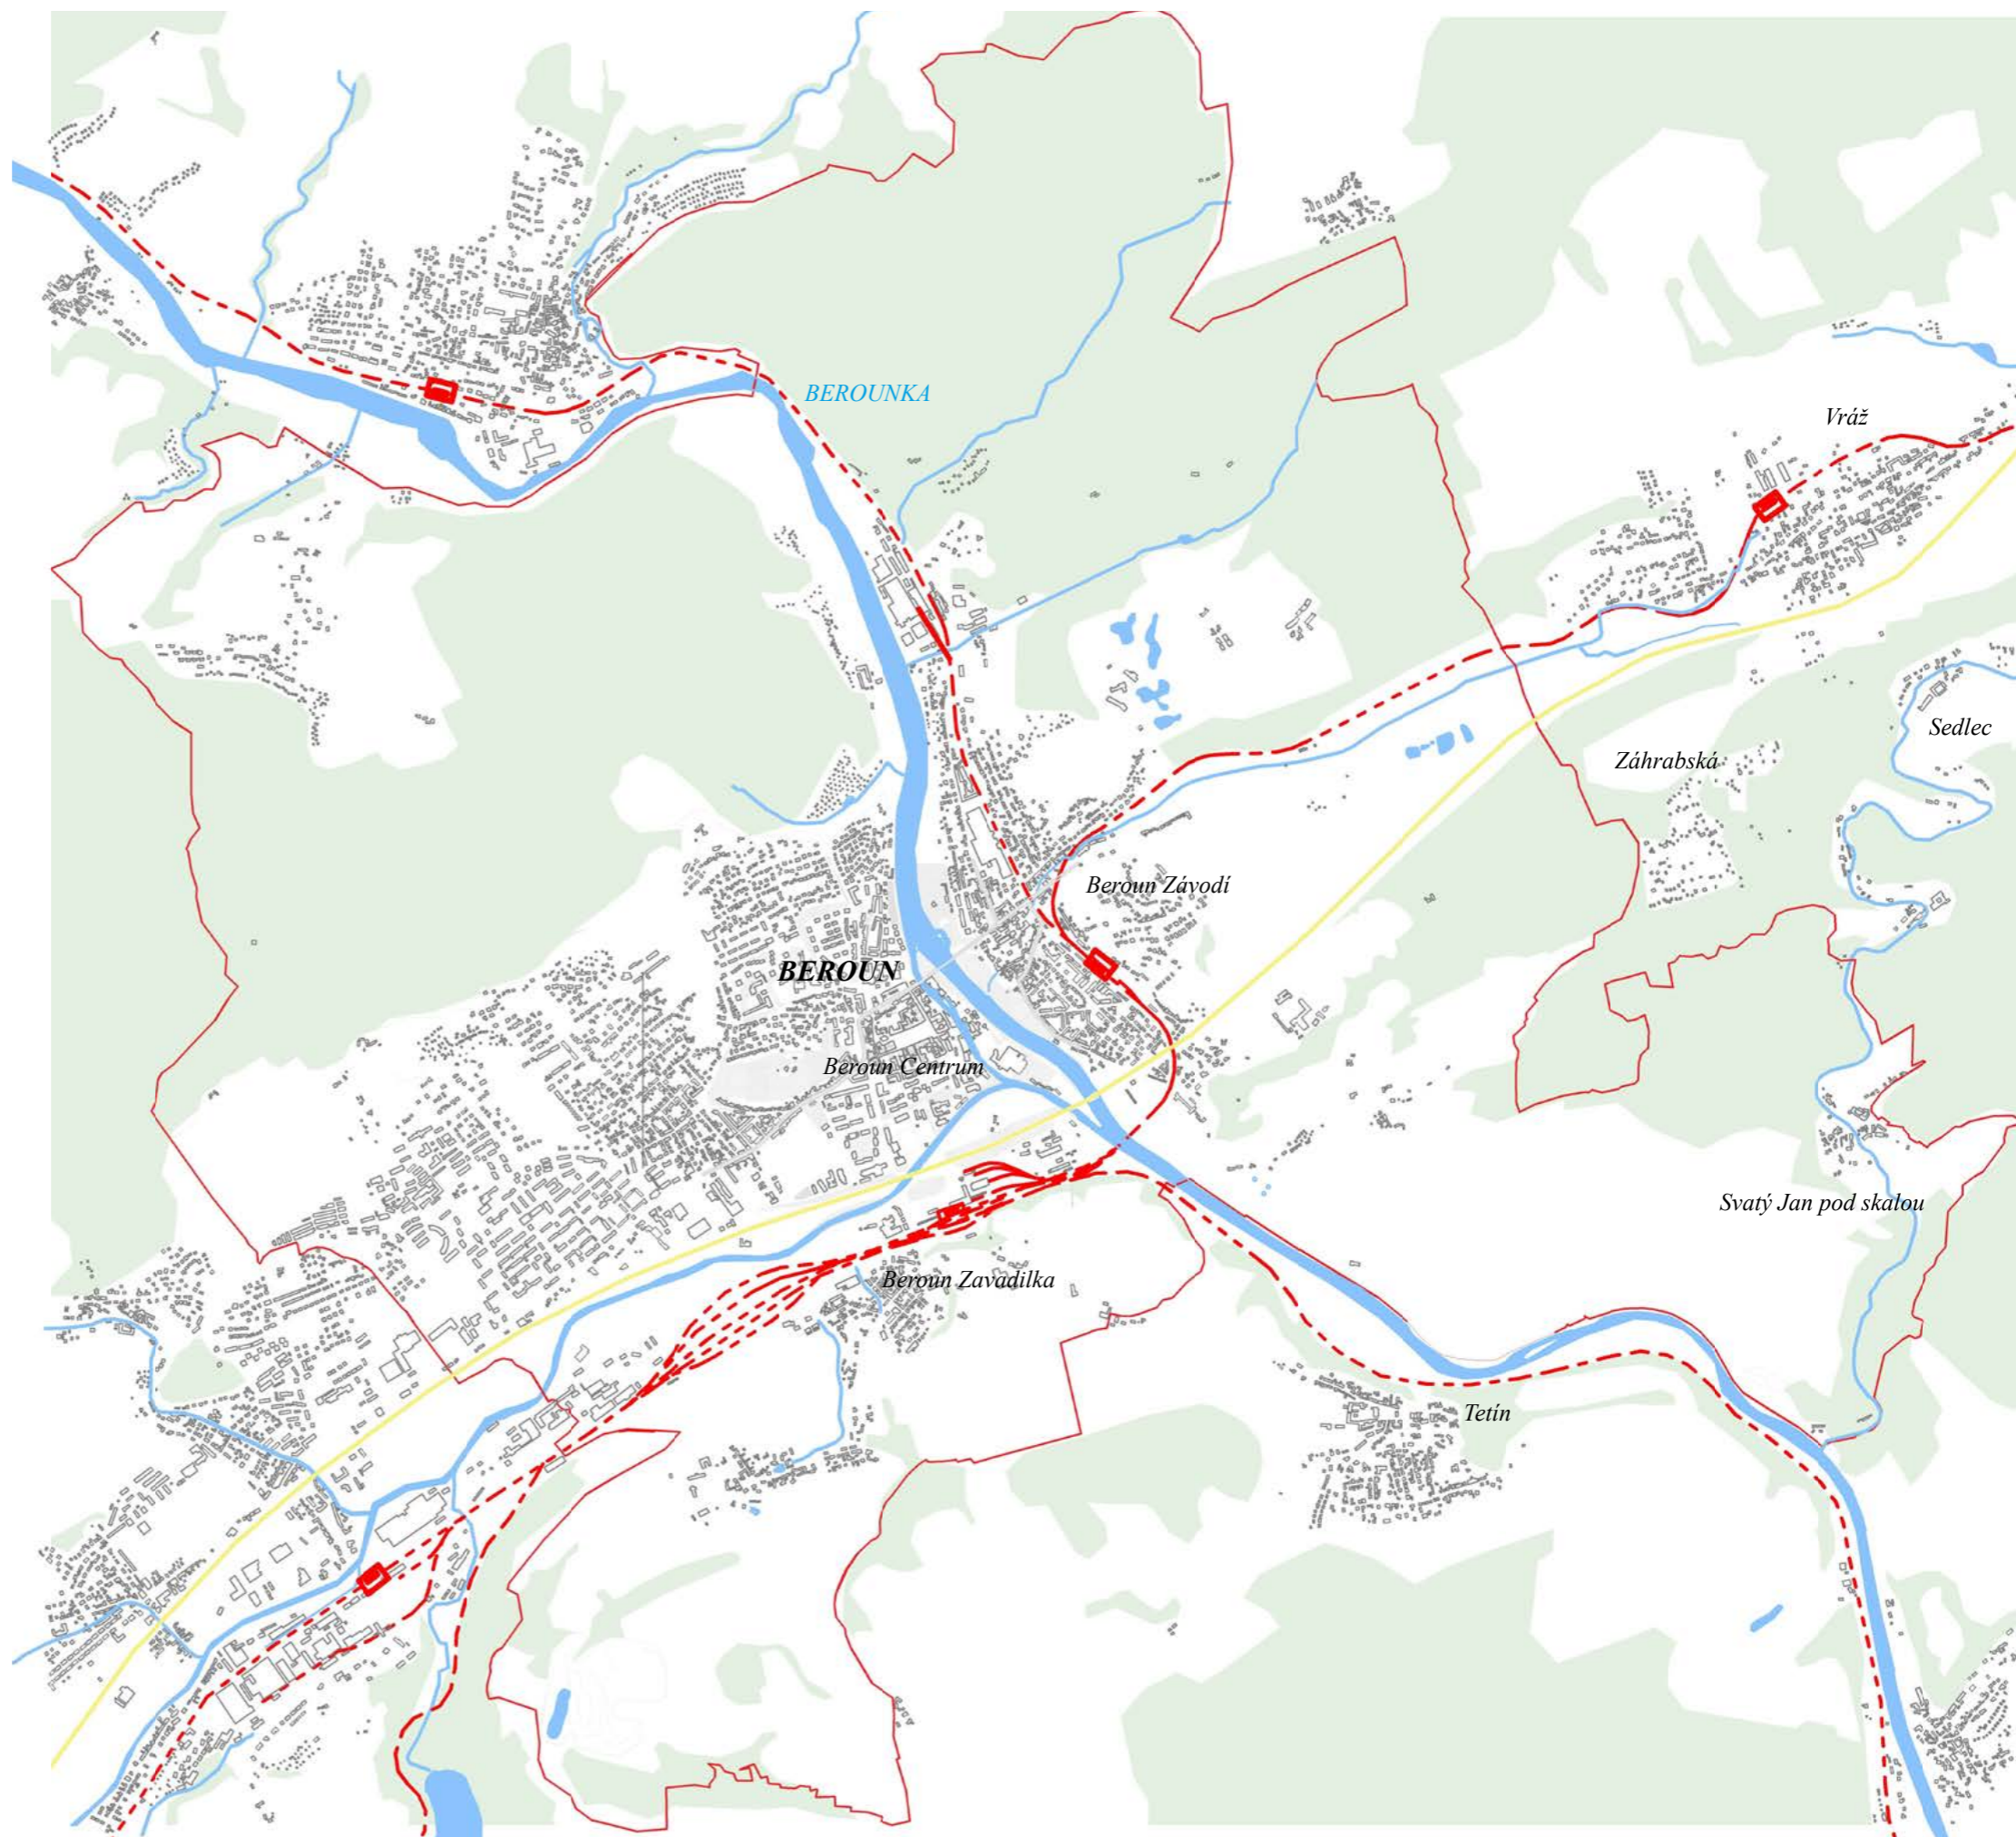 BEROUNKA
Vráž
Sedlec
Záhrabská
Beroun Závodí
BEROUN
Beroun Centrum
Svatý Jan pod skalou
Beroun Zavadilka
Tetín